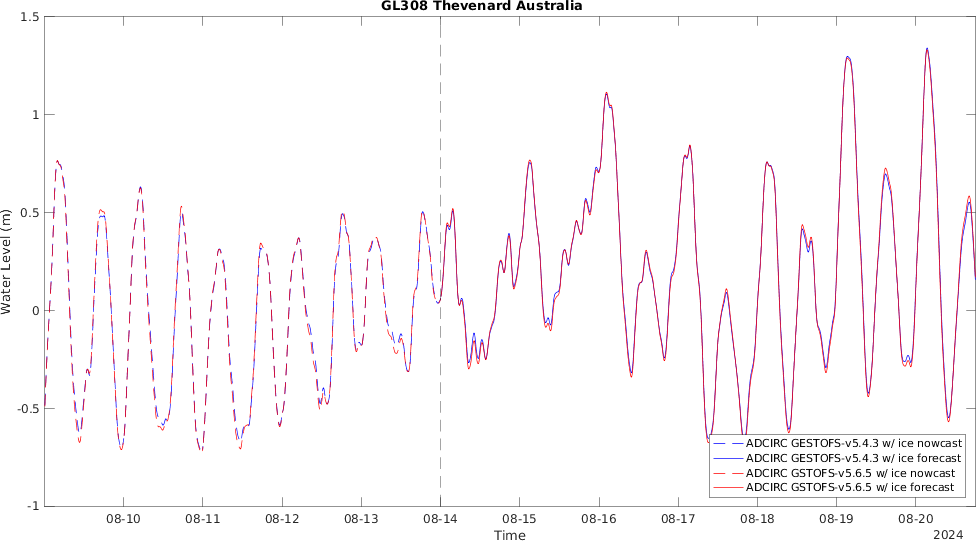 GL308 Thevenard Australia
1.5
1
0.5
0
-0.5
-1
Water Level (m)
ADCIRC GESTOFS-v5.4.3 w/ ice nowcast
ADCIRC GESTOFS-v5.4.3 w/ ice forecast
ADCIRC GSTOFS-v5.6.5 w/ ice nowcast
ADCIRC GSTOFS-v5.6.5 w/ ice forecast
08-10 08-11 08-12 08-13 08-14 08-15 08-16 08-17 08-18 08-19 08-20
Time
2024